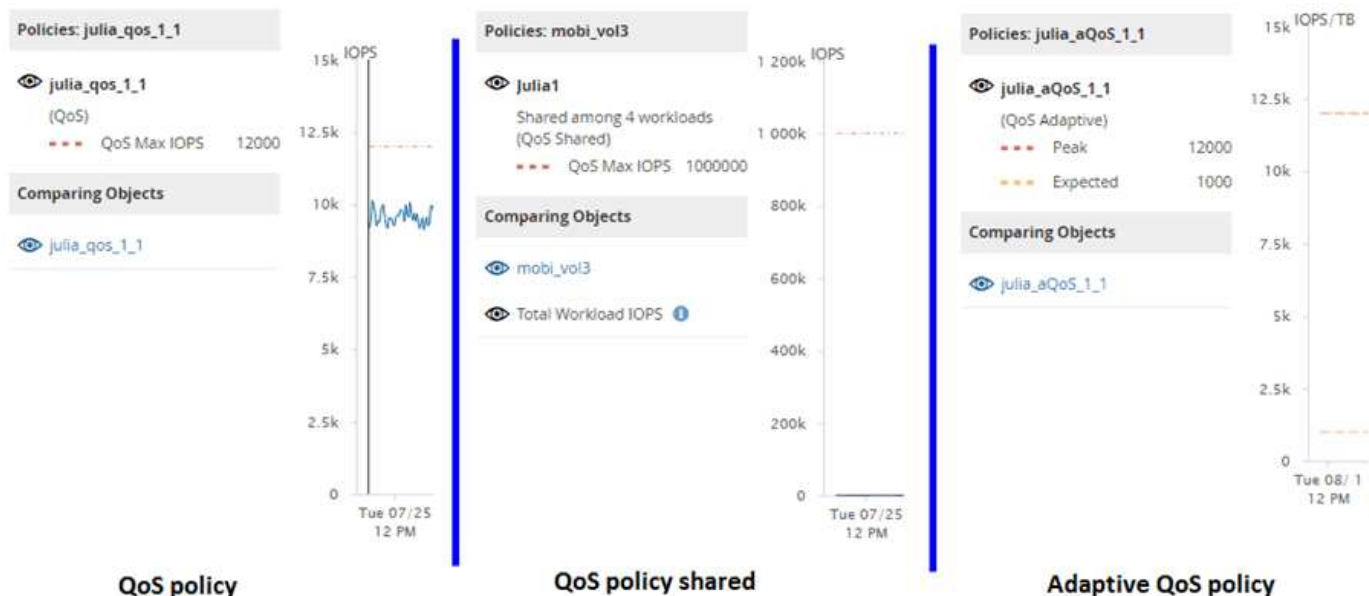 Policies: julia_qos_1_1
julia_qos_1_1
(QoS)
QoS Max IOPS 12000
Comparing Objects
julia_qos_1_1
IOPS
15k
12.5k
10k
7.5k
5k
2.5k
0
Tue 07/25
12 PM
QoS policy
Policies: mobi_vol3
Julia1
Shared among 4 workloads
(QoS Shared)
QoS Max IOPS 1000000
Comparing Objects
mobi_vol3
Total Workload IOPS
IOPS
1 200k
1 000k
800k
600k
400k
200k
0
Tue 07/25
12 PM
QoS policy shared
Policies: julia_aQoS_1_1
julia_aQoS_1_1
(QoS Adaptive)
Peak 12000
Expected 1000
Comparing Objects
julia_aQoS_1_1
IOPS/TB
15k
12.5k
10k
7.5k
5k
2.5k
0
Tue 08/ 1
12 PM
Adaptive QoS policy